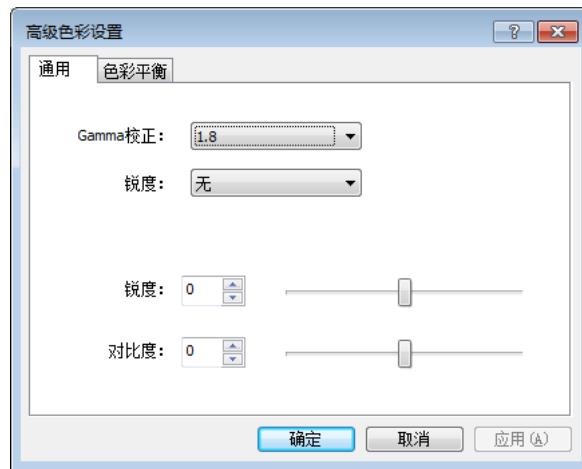 高级色彩设置
通用 色彩平衡
Gamma校正： 1.8
锐度： 无
锐度： 0
对比度： 0
确定 取消 应用(A)